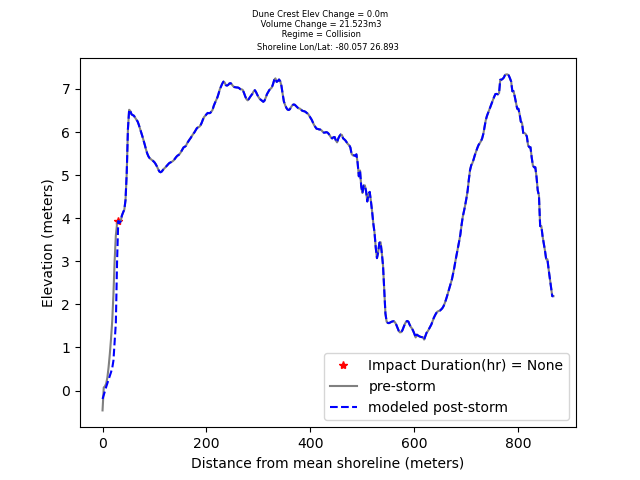 Dune Crest Elev Change = 0.0m
Volume Change = 21.523m3
Regime = Collision
Shoreline Lon/Lat: -80.057 26.893
7
6
5
4
3
2
1
0
Elevation (meters)
Impact Duration(hr) = None
pre-storm
modeled post-storm
0 200 400 600 800
Distance from mean shoreline (meters)